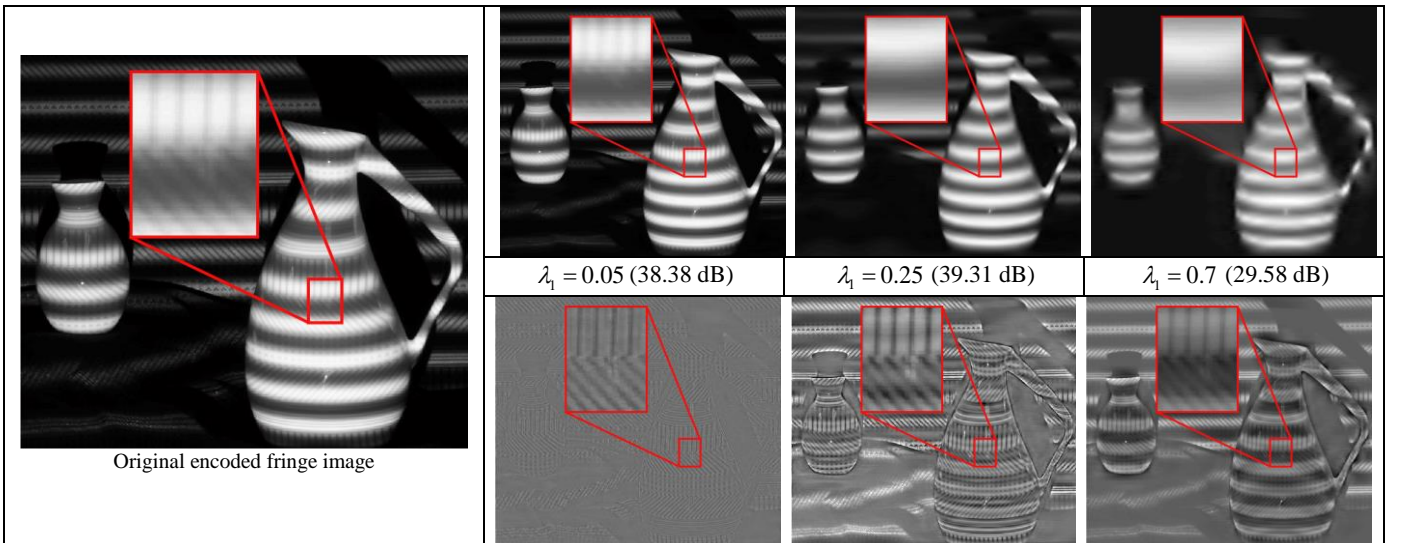 λ₁ = 0.05 (38.38 dB)
λ₁ = 0.25 (39.31 dB)
λ₁ = 0.7 (29.58 dB)
Original encoded fringe image